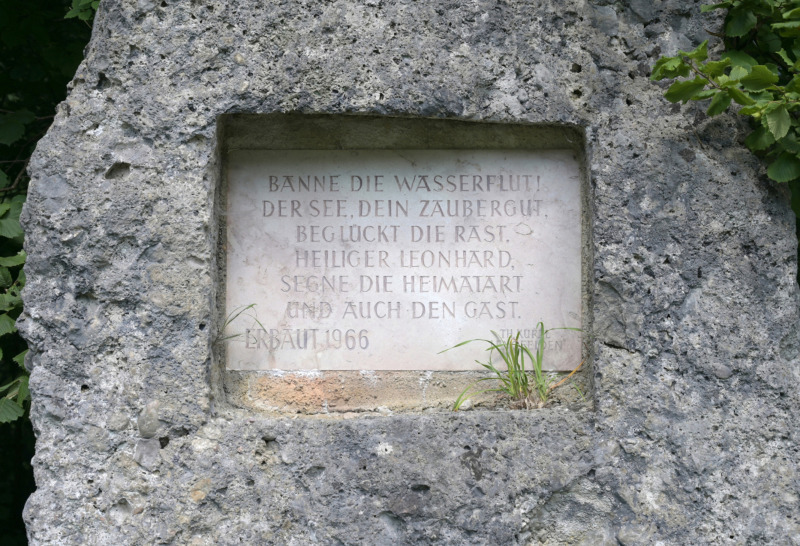 BANNE DIE WASSERFLUT!
DER SEE, DEIN ZAUBERGUT,
BEGLÜCKT DIE RAST.
HEILIGER LEONHARD,
SEGNE DIE HEIMATART
UND AUCH DEN GAST.
ERBAUT 1966